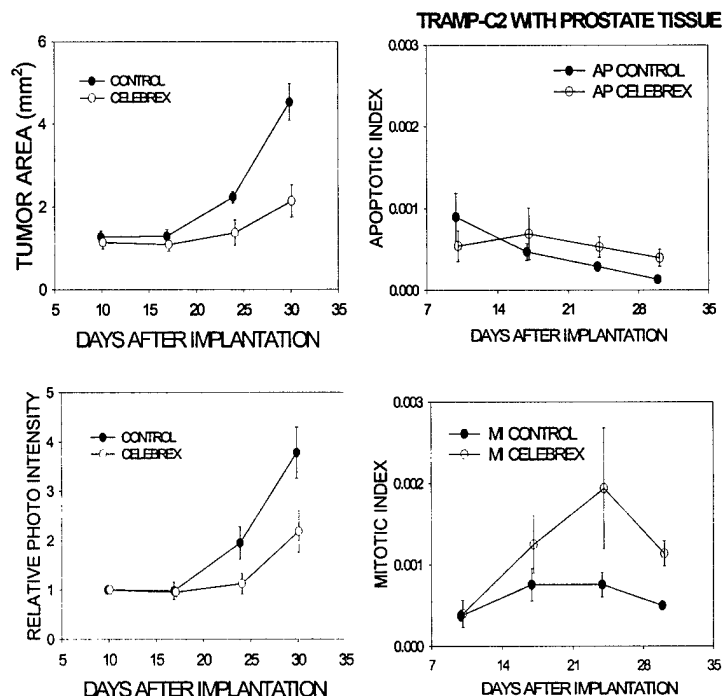 TRAMP-C2 WITH PROSTATE TISSUE
6
4
2
0
TUMOR AREA (mm²)
CONTROL
CELEBREX
5 10 15 20 25 30 35
DAYS AFTER IMPLANTATION
0.003
0.002
0.001
0.000
APOPTOTIC INDEX
AP CONTROL
AP CELEBREX
7 14 21 28 35
DAYS AFTER IMPLANTATION
5
4
3
2
1
0
RELATIVE PHOTO INTENSITY
CONTROL
CELEBREX
5 10 15 20 25 30 35
DAYS AFTER IMPLANTATION
0.003
0.002
0.001
0.000
MITOTIC INDEX
MI CONTROL
MI CELEBREX
7 14 21 28 35
DAYS AFTER IMPLANTATION